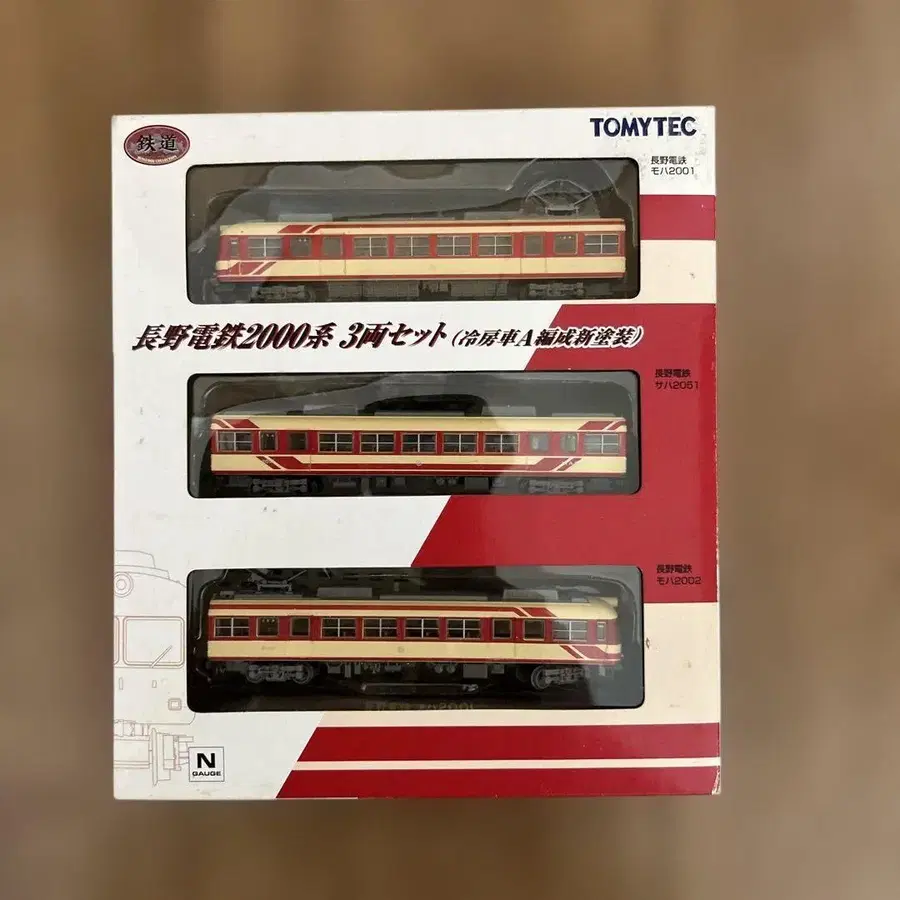 鉄道
TOMYTEC
長野電鉄
モハ2001
長野電鉄2000系 3両セット(冷房車A編成新塗装)
長野電鉄
サハ2051
長野電鉄
モハ2002
N
GAUGE